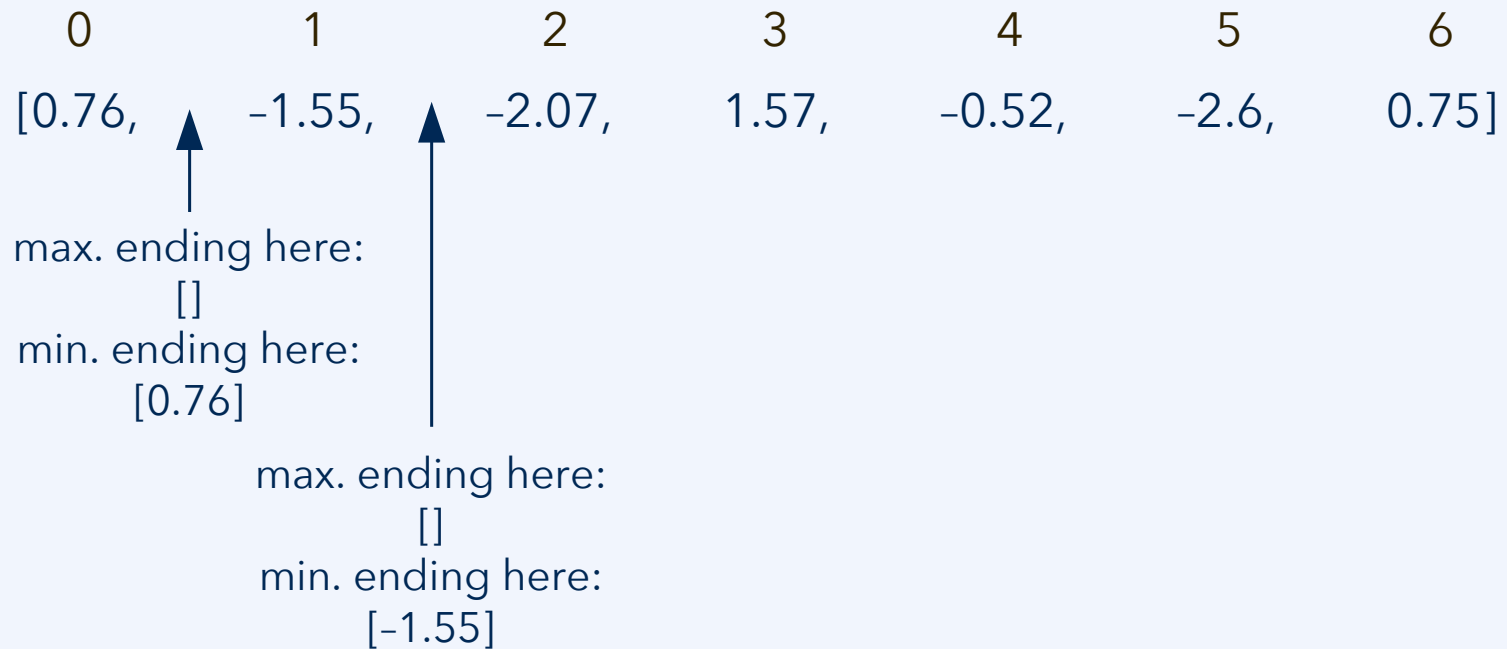 0 1 2 3 4 5 6
[0.76, –1.55, –2.07, 1.57, –0.52, –2.6, 0.75]
max. ending here:
[]
min. ending here:
[0.76]
max. ending here:
[]
min. ending here:
[–1.55]